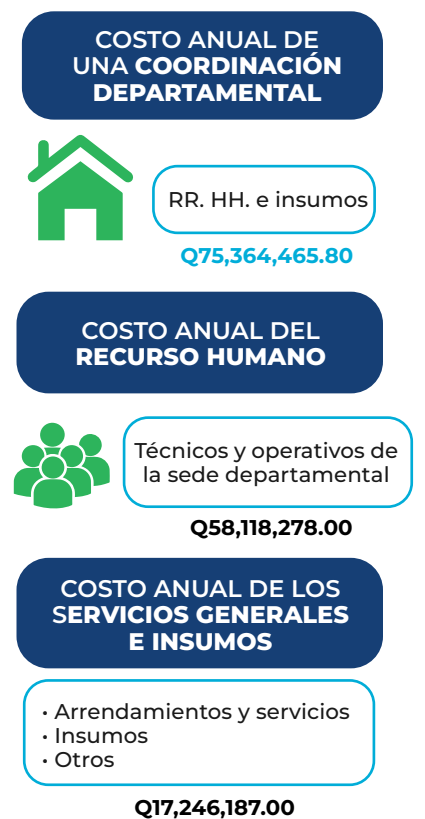 COSTO ANUAL DE
UNA COORDINACIÓN
DEPARTAMENTAL
RR. HH. e insumos
Q75,364,465.80
COSTO ANUAL DEL
RECURSO HUMANO
Técnicos y operativos de
la sede departamental
Q58,118,278.00
COSTO ANUAL DE LOS
SERVICIOS GENERALES
E INSUMOS
· Arrendamientos y servicios
· Insumos
· Otros
Q17,246,187.00